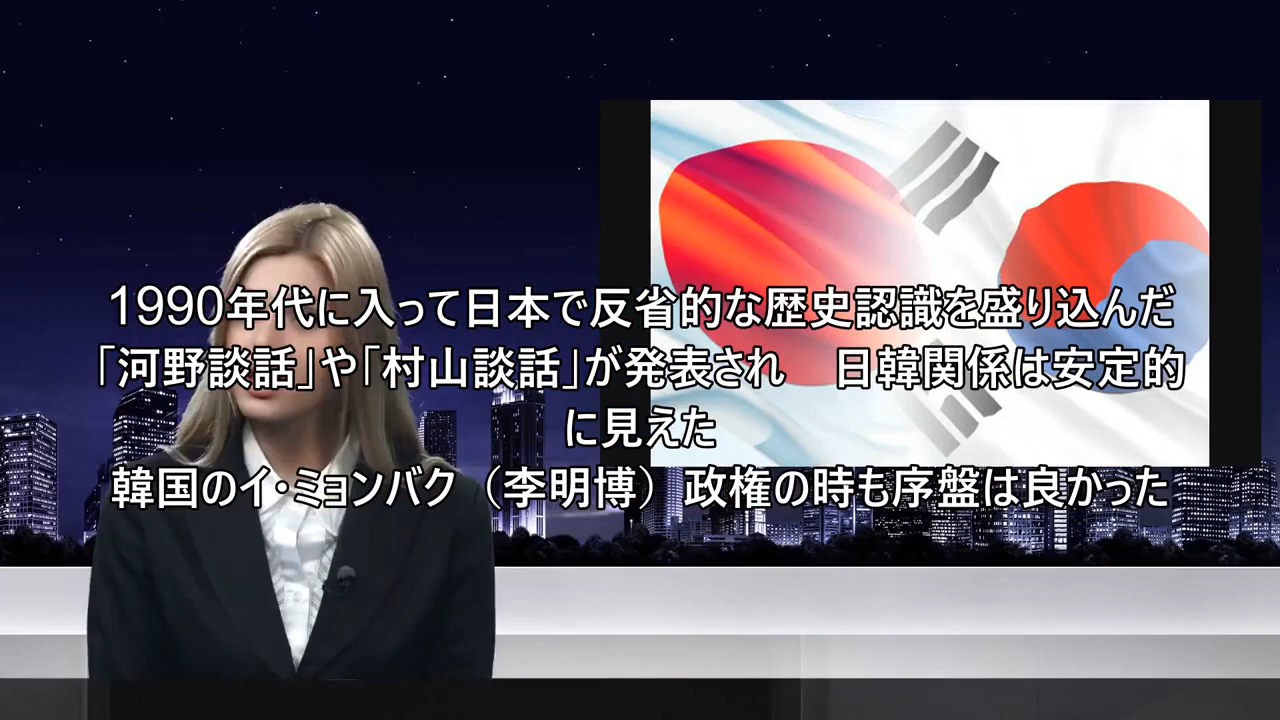 1990年代に入って日本で反省的な歴史認識を盛り込んだ
「河野談話」や「村山談話」が発表され　日韓関係は安定的
に見えた
韓国のイ・ミョンバク（李明博）政権の時も序盤は良かった